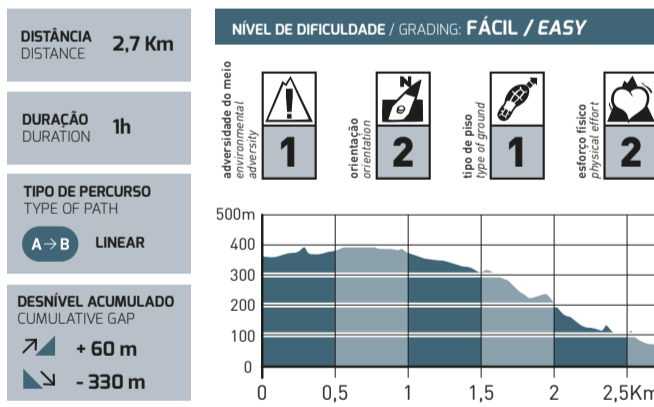 DISTÂNCIA
DISTANCE
2,7 Km
DURAÇÃO
DURATION
1h
TIPO DE PERCURSO
TYPE OF PATH
A→B LINEAR
DESNÍVEL ACUMULADO
CUMULATIVE GAP
+ 60 m
- 330 m
NÍVEL DE DIFICULDADE / GRADING: FÁCIL / EASY
adversidade do meio
environmental
adversity
1
orientação
orientation
N
2
tipo de piso
type of ground
1
esforço físico
physical effort
2
500m
400
300
200
100
0
0 0,5 1 1,5 2 2,5Km